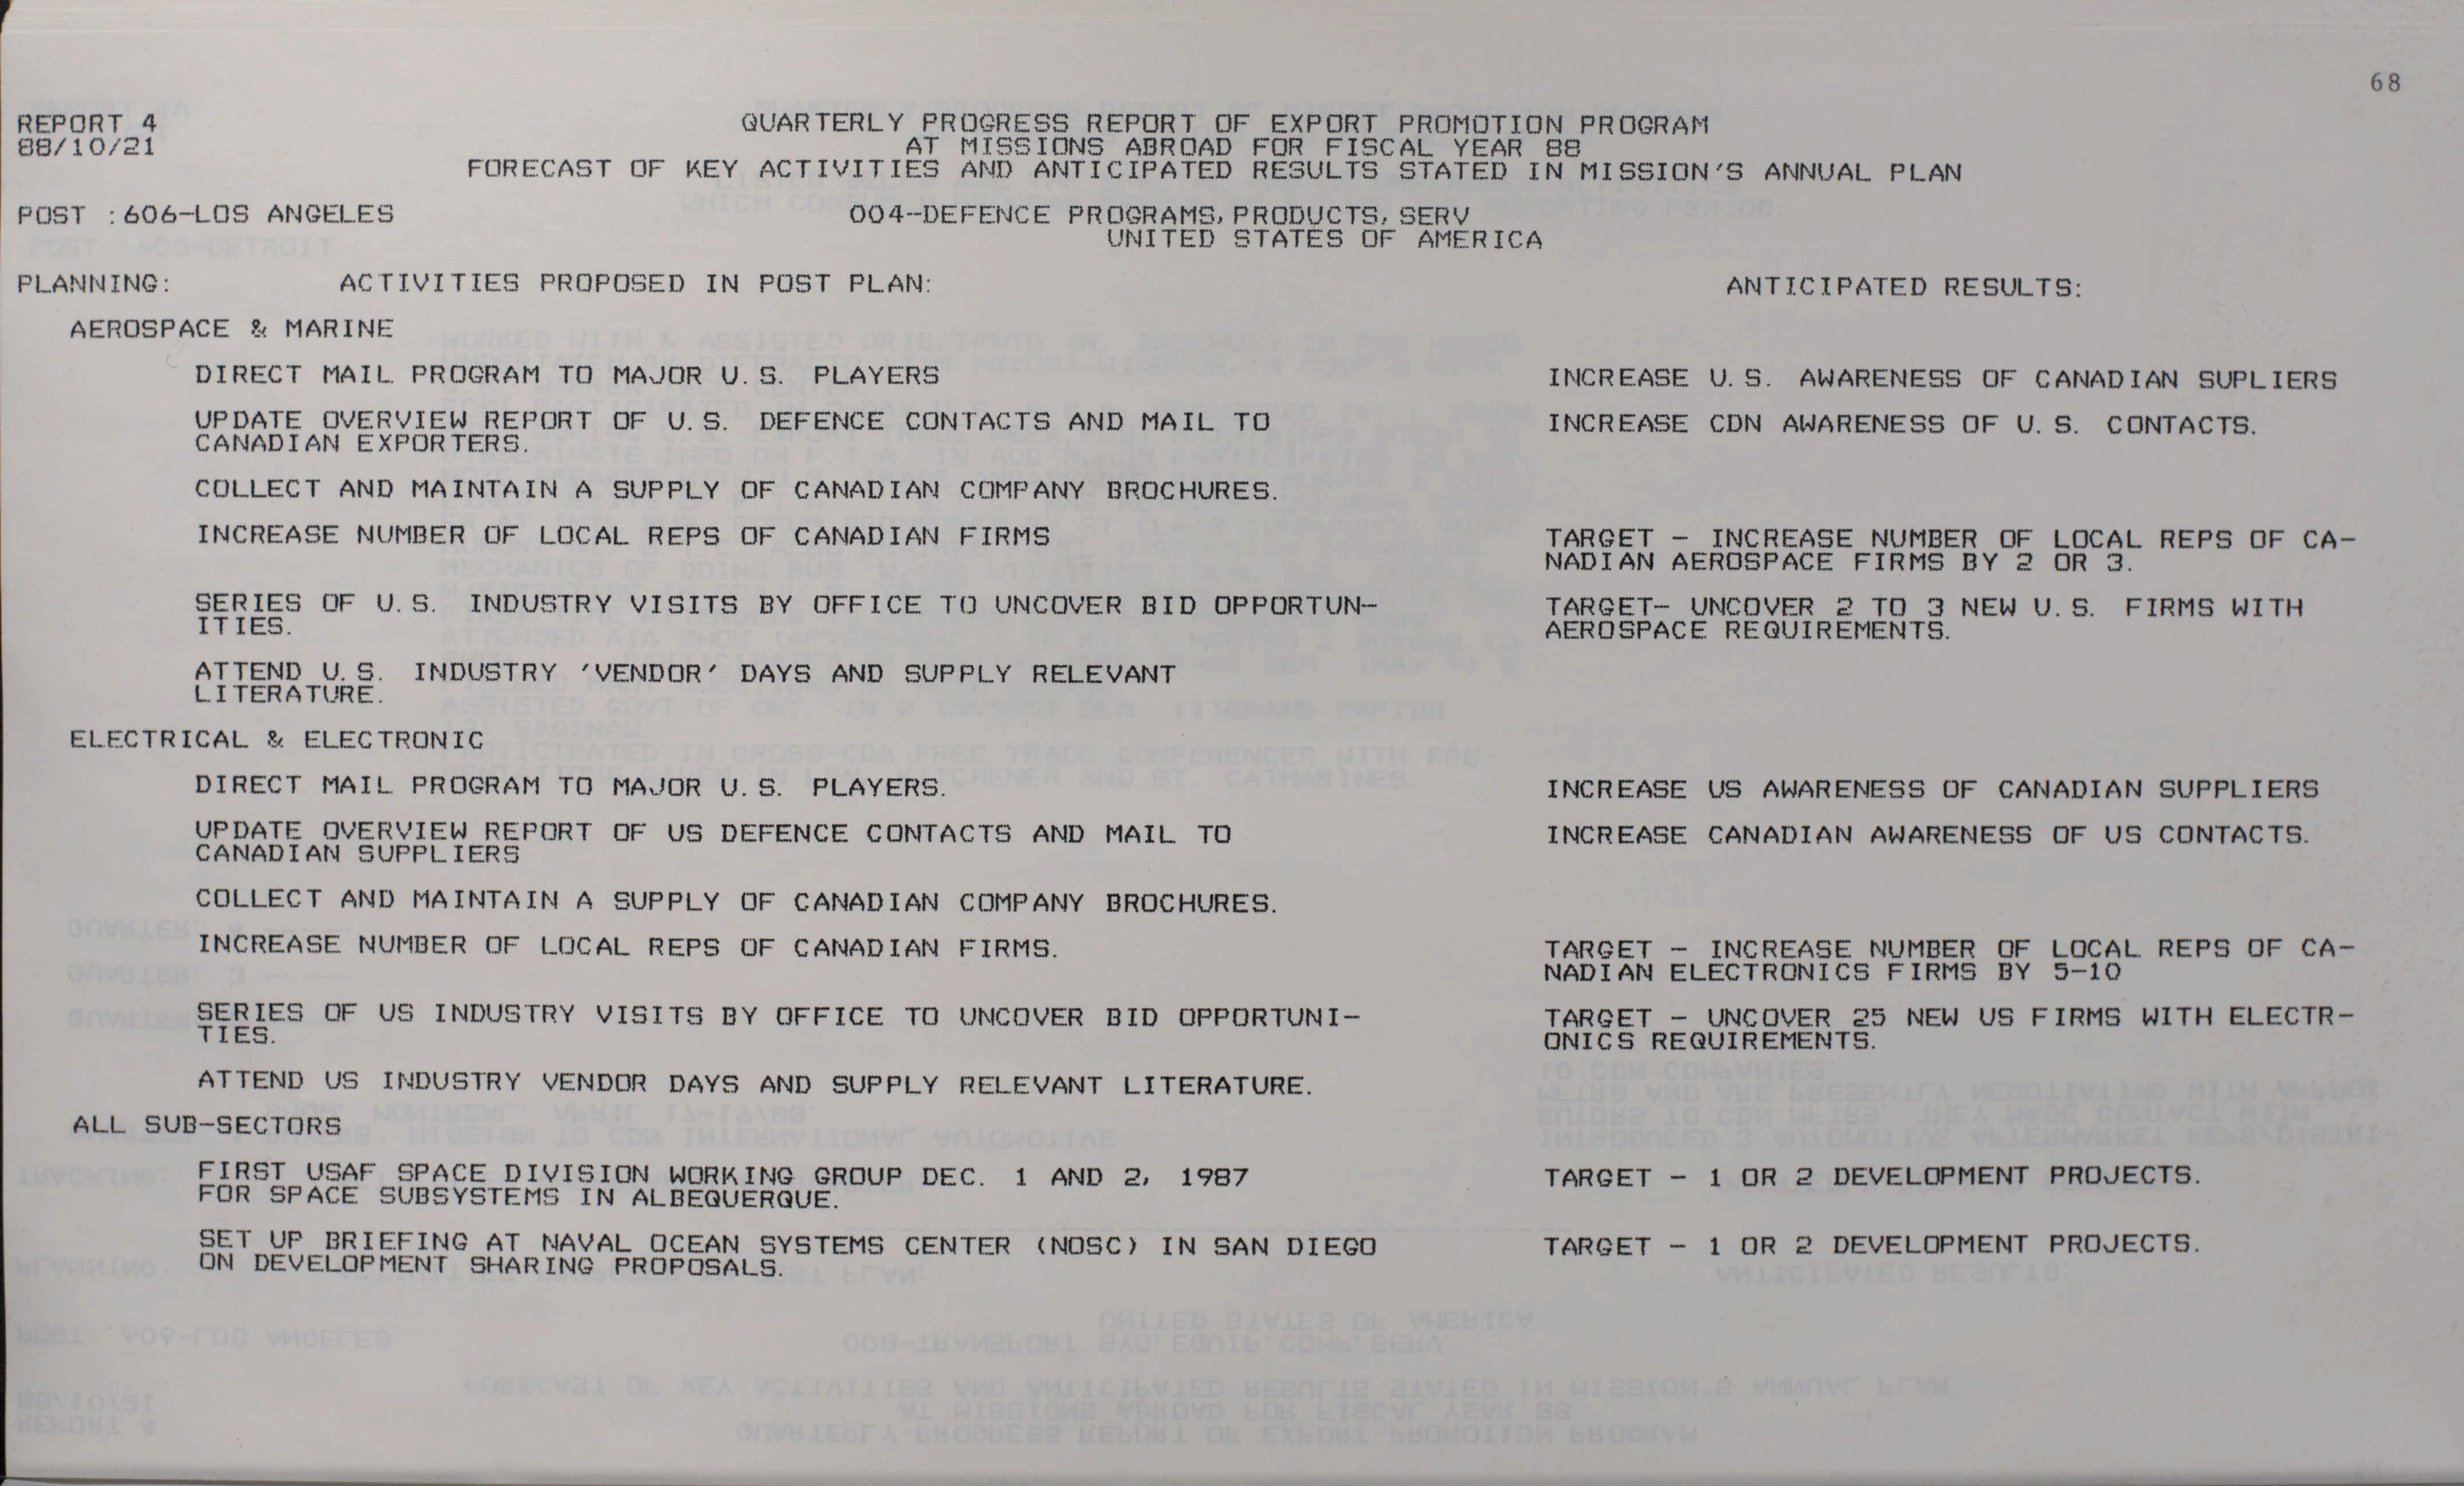 68
REPORT 4
88/10/21
QUARTERLY PROGRESS REPORT OF EXPORT PROMOTION PROGRAM
AT MISSIONS ABROAD FOR FISCAL YEAR 88
FORECAST OF KEY ACTIVITIES AND ANTICIPATED RESULTS STATED IN MISSION'S ANNUAL PLAN
POST :606-LOS ANGELES
004--DEFENCE PROGRAMS, PRODUCTS, SERV
UNITED STATES OF AMERICA
PLANNING: ACTIVITIES PROPOSED IN POST PLAN: ANTICIPATED RESULTS:
AEROSPACE & MARINE
DIRECT MAIL PROGRAM TO MAJOR U.S. PLAYERS INCREASE U.S. AWARENESS OF CANADIAN SUPLIERS
UPDATE OVERVIEW REPORT OF U.S. DEFENCE CONTACTS AND MAIL TO INCREASE CDN AWARENESS OF U.S. CONTACTS.
CANADIAN EXPORTERS.
COLLECT AND MAINTAIN A SUPPLY OF CANADIAN COMPANY BROCHURES.
INCREASE NUMBER OF LOCAL REPS OF CANADIAN FIRMS TARGET - INCREASE NUMBER OF LOCAL REPS OF CA-
NADIAN AEROSPACE FIRMS BY 2 OR 3.
SERIES OF U.S. INDUSTRY VISITS BY OFFICE TO UNCOVER BID OPPORTUN- TARGET- UNCOVER 2 TO 3 NEW U.S. FIRMS WITH
ITIES. AEROSPACE REQUIREMENTS.
ATTEND U.S. INDUSTRY 'VENDOR' DAYS AND SUPPLY RELEVANT
LITERATURE.
ELECTRICAL & ELECTRONIC
DIRECT MAIL PROGRAM TO MAJOR U.S. PLAYERS. INCREASE US AWARENESS OF CANADIAN SUPPLIERS
UPDATE OVERVIEW REPORT OF US DEFENCE CONTACTS AND MAIL TO INCREASE CANADIAN AWARENESS OF US CONTACTS.
CANADIAN SUPPLIERS
COLLECT AND MAINTAIN A SUPPLY OF CANADIAN COMPANY BROCHURES.
INCREASE NUMBER OF LOCAL REPS OF CANADIAN FIRMS. TARGET - INCREASE NUMBER OF LOCAL REPS OF CA-
NADIAN ELECTRONICS FIRMS BY 5-10
SERIES OF US INDUSTRY VISITS BY OFFICE TO UNCOVER BID OPPORTUNI- TARGET - UNCOVER 25 NEW US FIRMS WITH ELECTR-
TIES. ONICS REQUIREMENTS.
ATTEND US INDUSTRY VENDOR DAYS AND SUPPLY RELEVANT LITERATURE.
ALL SUB-SECTORS
FIRST USAF SPACE DIVISION WORKING GROUP DEC. 1 AND 2, 1987 TARGET - 1 OR 2 DEVELOPMENT PROJECTS.
FOR SPACE SUBSYSTEMS IN ALBEQUERQUE.
SET UP BRIEFING AT NAVAL OCEAN SYSTEMS CENTER (NOSC) IN SAN DIEGO TARGET - 1 OR 2 DEVELOPMENT PROJECTS.
ON DEVELOPMENT SHARING PROPOSALS.